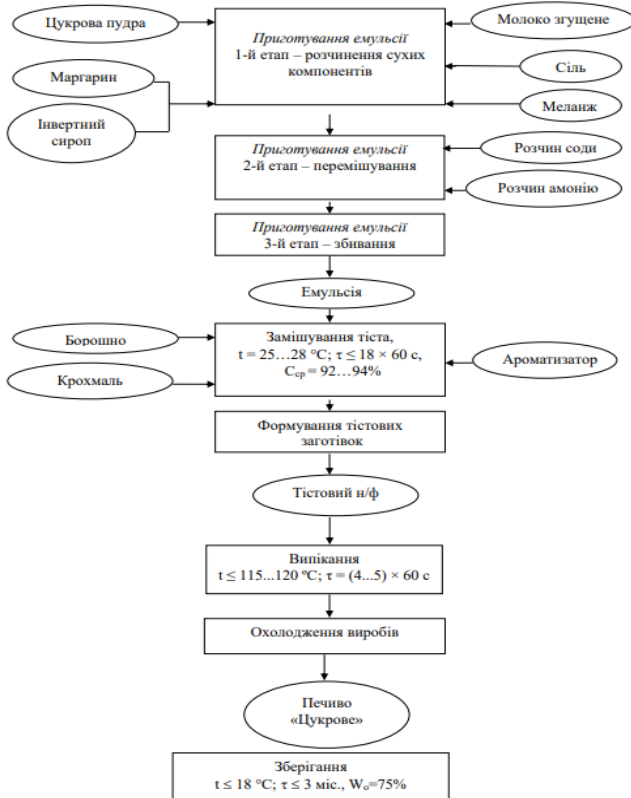 Цукрова пудра
Маргарин
Інвертний
сироп
Приготування емульсії
1-й етап – розчинення сухих
компонентів
Молоко згущене
Сіль
Меланж
Приготування емульсії
2-й етап – перемішування
Розчин соди
Розчин амонію
Приготування емульсії
3-й етап – збивання
Емульсія
Борошно
Крохмаль
Замішування тіста,
t = 25…28 °C; τ ≤ 18 × 60 с,
Сср = 92…94%
Ароматизатор
Формування тістових
заготівок
Тістовий н/ф
Випікання
t ≤ 115...120 ºC; τ = (4...5) × 60 с
Охолодження виробів
Печиво
«Цукрове»
Зберігання
t ≤ 18 °C; τ ≤ 3 міс., Wо=75%